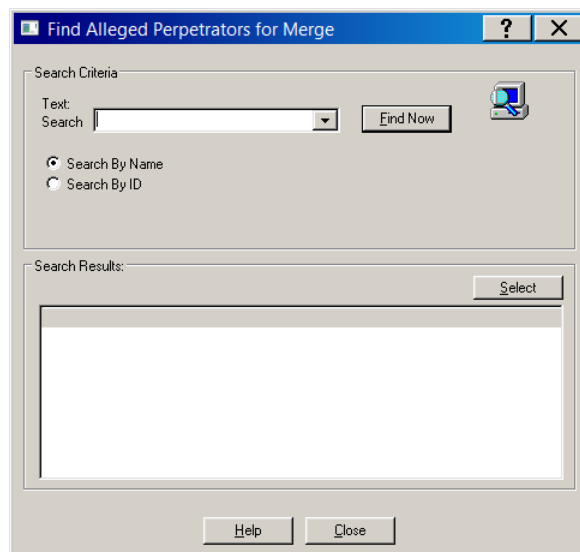 Find Alleged Perpetrators for Merge
Search Criteria
Text:
Search
Find Now
Search By Name
Search By ID
Search Results:
Select
Help
Close